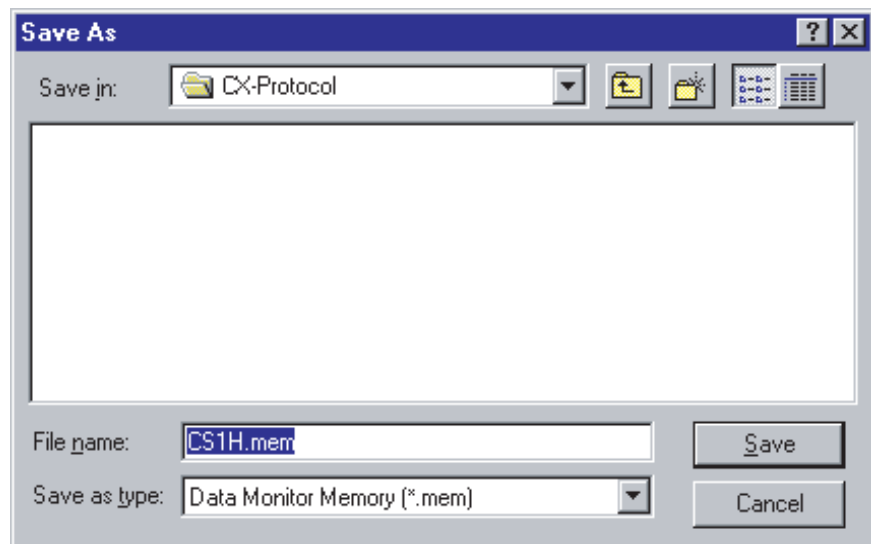 Save As
Save in: CX-Protocol
File name: CS1H.mem Save
Save as type: Data Monitor Memory (*.mem) Cancel